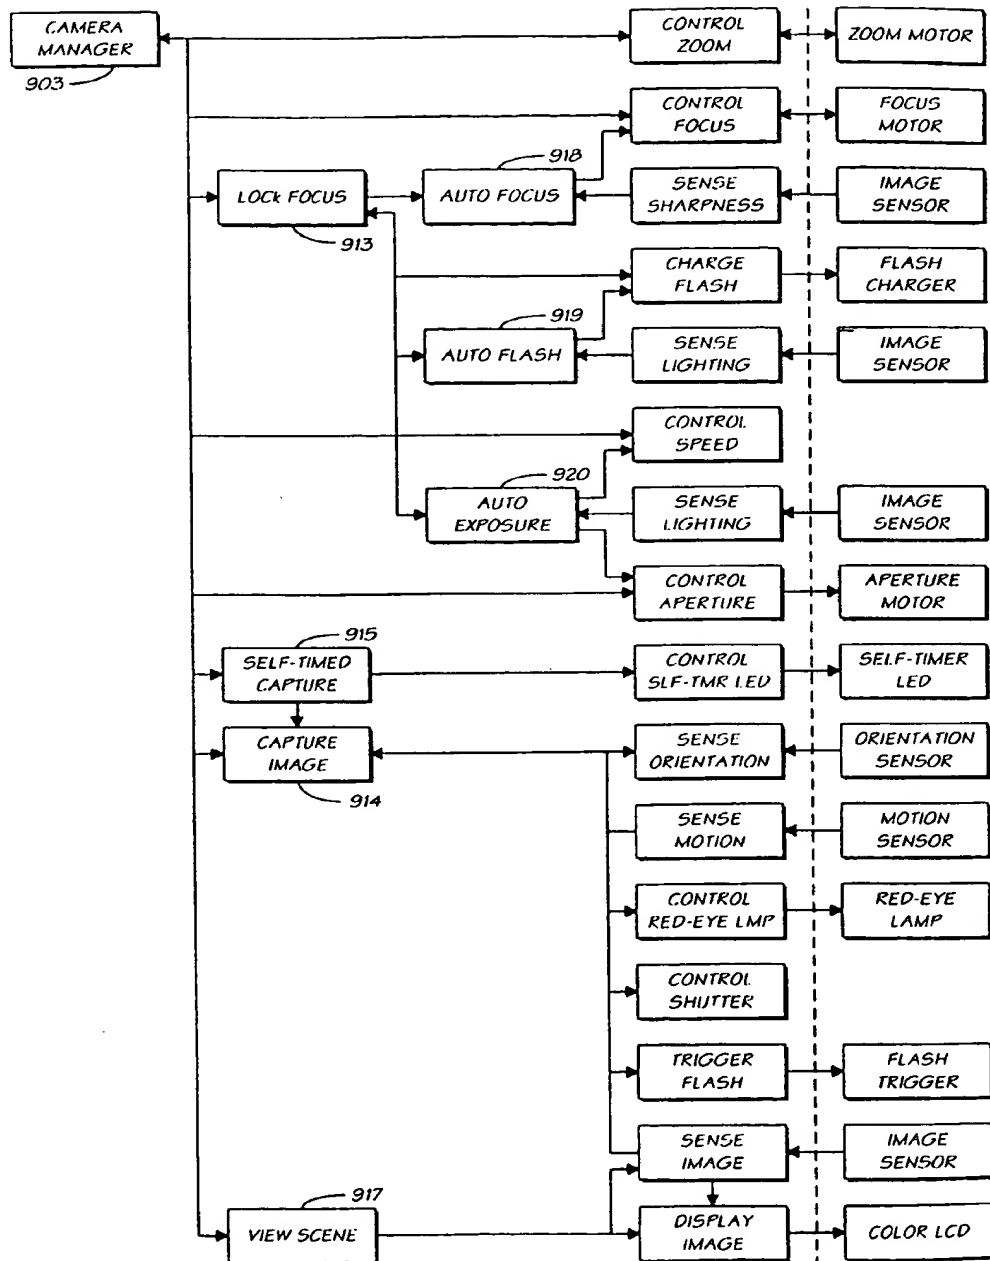 CAMERA
MANAGER
903
CONTROL
ZOOM
ZOOM MOTOR
CONTROL
FOCUS
FOCUS
MOTOR
918
LOCK FOCUS
913
AUTO FOCUS
SENSE
SHARPNESS
IMAGE
SENSOR
CHARGE
FLASH
FLASH
CHARGER
919
AUTO FLASH
SENSE
LIGHTING
IMAGE
SENSOR
CONTROL
SPEED
920
AUTO
EXPOSURE
SENSE
LIGHTING
IMAGE
SENSOR
CONTROL
APERTURE
APERTURE
MOTOR
915
SELF-TIMED
CAPTURE
CONTROL
SLF-TMR LED
SELF-TIMER
LED
CAPTURE
IMAGE
914
SENSE
ORIENTATION
ORIENTATION
SENSOR
SENSE
MOTION
MOTION
SENSOR
CONTROL
RED-EYE LMP
RED-EYE
LAMP
CONTROL
SHUTTER
TRIGGER
FLASH
FLASH
TRIGGER
SENSE
IMAGE
IMAGE
SENSOR
917
VIEW SCENE
DISPLAY
IMAGE
COLOR LCD